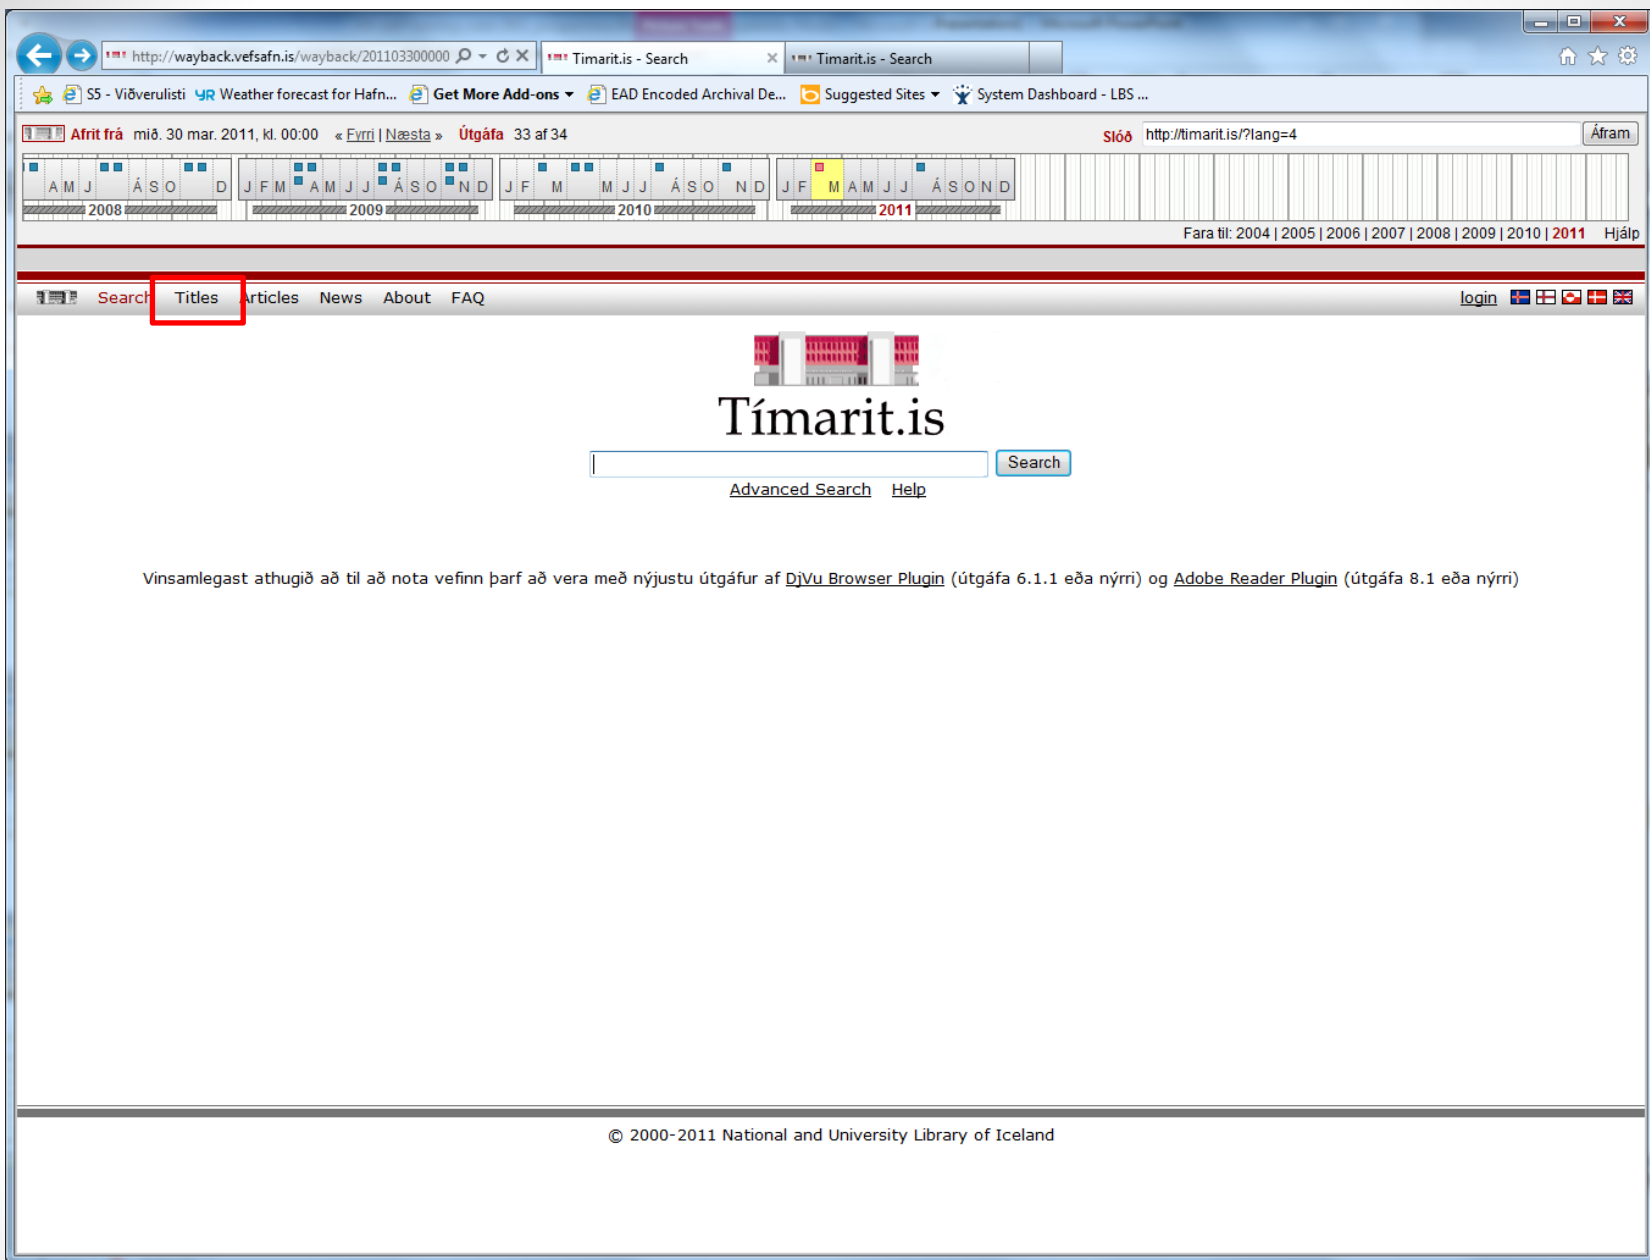 http://wayback.vefsafn.is/wayback/201103300000
Timarit.is - Search
Timarit.is - Search
S5 - Viðverulisti
Weather forecast for Hafn...
Get More Add-ons
EAD Encoded Archival De...
Suggested Sites
System Dashboard - LBS ...
Afrit frá mið. 30 mar. 2011, kl. 00:00 « Fyrri | Næsta » Útgáfa 33 af 34
Slóð http://timarit.is/?lang=4 Áfram
A M J Á S O D J F M A M J J Á S O N D J F M M J J Á S O N D J F M A M J J Á S O N D
2008 2009 2010 2011
Fara til: 2004 | 2005 | 2006 | 2007 | 2008 | 2009 | 2010 | 2011 Hjálp
Search Titles Articles News About FAQ login
Tímarit.is
Search
Advanced Search Help
Vinsamlegast athugið að til að nota vefinn þarf að vera með nýjustu útgáfur af DjVu Browser Plugin (útgáfa 6.1.1 eða nýrri) og Adobe Reader Plugin (útgáfa 8.1 eða nýrri)
© 2000-2011 National and University Library of Iceland